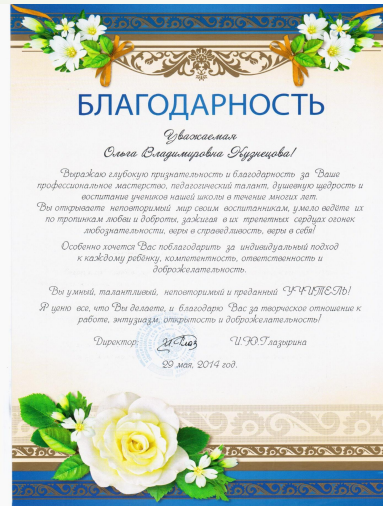 БЛАГОДАРНОСТЬ
Уважаемая
Ольга Владимировна Кузнецова!
Выражаю глубокую признательность и благодарность за Ваше
профессиональное мастерство, педагогический талант, душевную щедрость и
воспитание учеников нашей школы в течение многих лет.
Вы открываете неповторимый мир своим воспитанникам, умело ведёте их
по тропинкам любви и доброты, зажигая в их трепетных сердцах огонек
любознательности, веры в справедливость, веры в себя!
Особенно хочется Вас поблагодарить за индивидуальный подход
к каждому ребёнку, компетентность, ответственность и
доброжелательность.
Вы умный, талантливый, неповторимый и преданный УЧИТЕЛЬ!
Я ценю все, что Вы делаете, и благодарю Вас за творческое отношение к
работе, энтузиазм, открытость и доброжелательность!
Директор: И.Ю.Глазырина
29 мая, 2014 год.